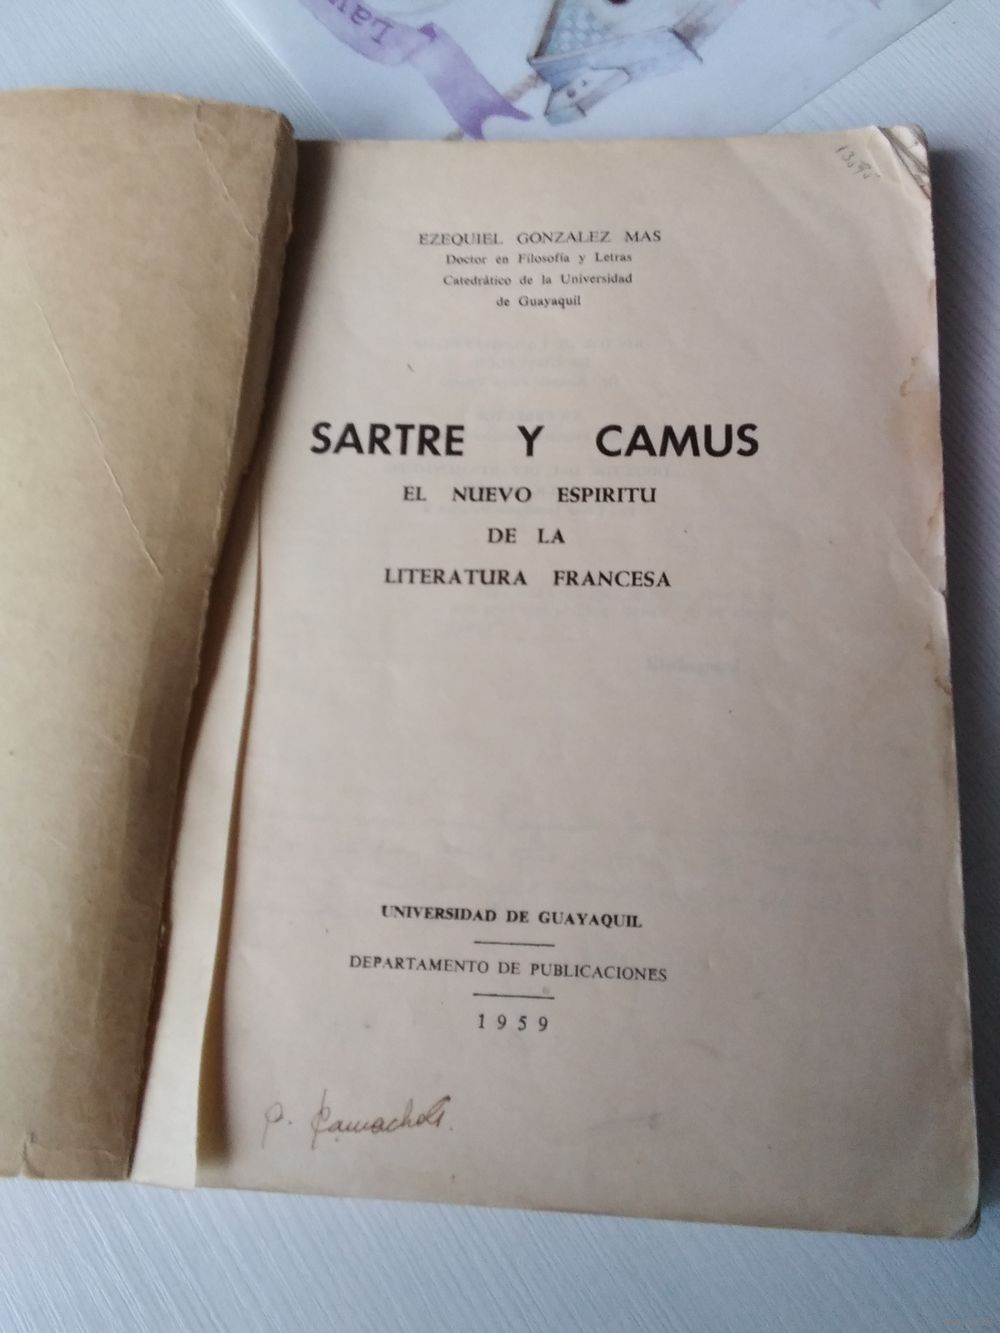 EZEQUIEL GONZALEZ MAS
Doctor en Filosofía y Letras
Catedrático de la Universidad
de Guayaquil
SARTRE Y CAMUS
EL NUEVO ESPIRITU
DE LA
LITERATURA FRANCESA
UNIVERSIDAD DE GUAYAQUIL
DEPARTAMENTO DE PUBLICACIONES
1959